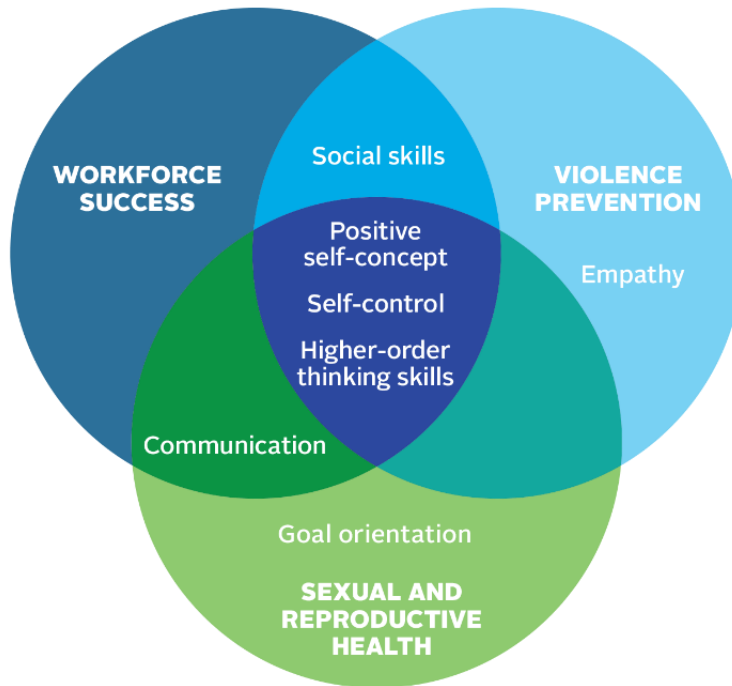 Social skills
WORKFORCE
SUCCESS
VIOLENCE
PREVENTION
Positive
self-concept
Empathy
Self-control
Higher-order
thinking skills
Communication
Goal orientation
SEXUAL AND
REPRODUCTIVE
HEALTH